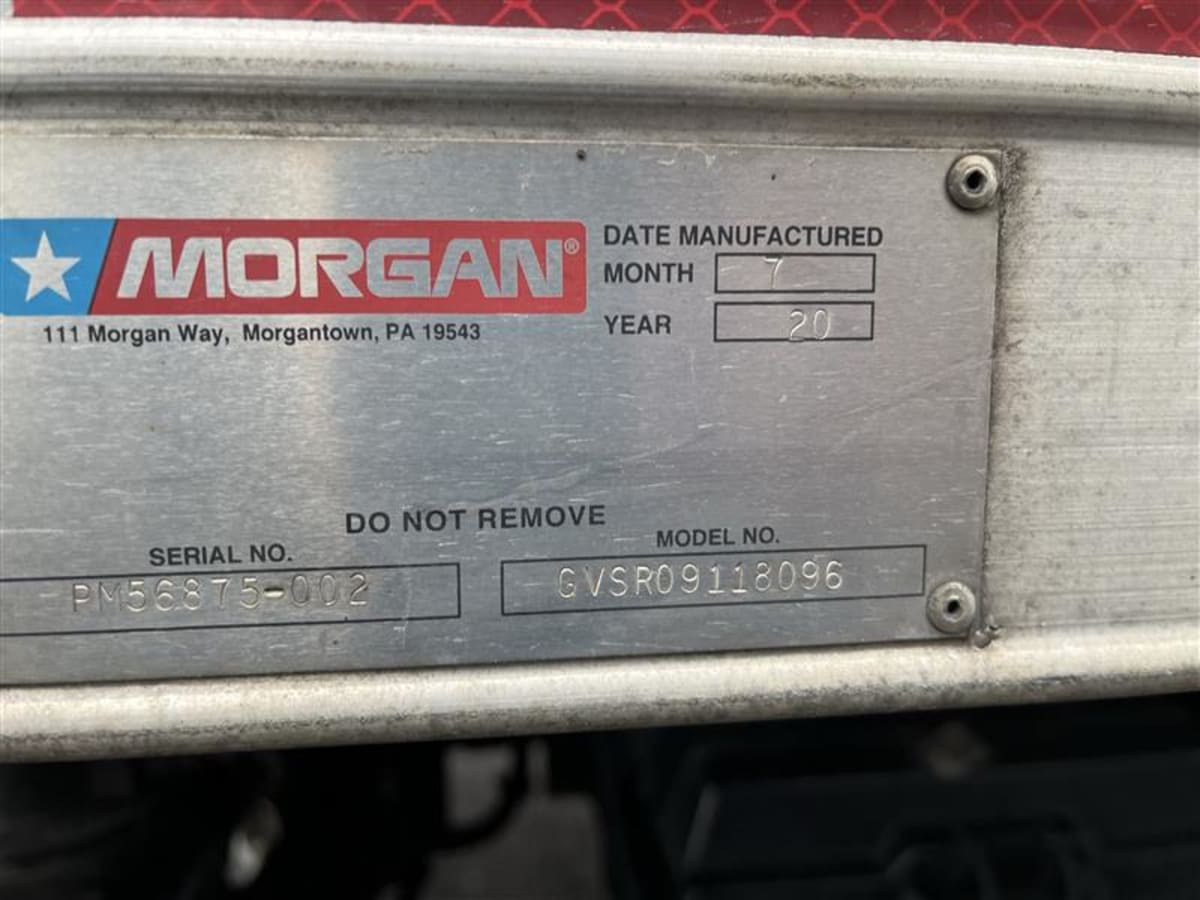 MORGAN®
111 Morgan Way, Morgantown, PA 19543
DATE MANUFACTURED
MONTH 7
YEAR 20
DO NOT REMOVE
SERIAL NO.
PM56875-002
MODEL NO.
GVSR09118096